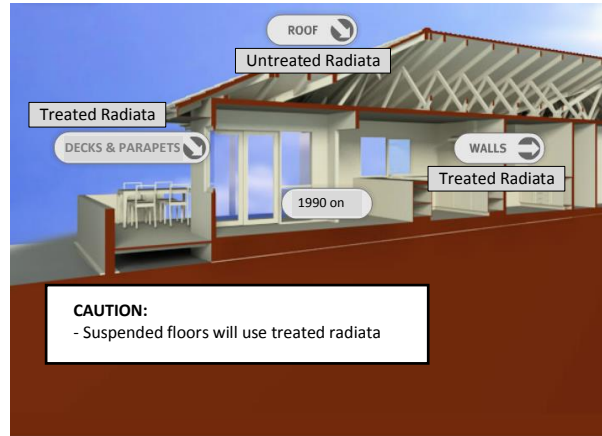 ROOF
Untreated Radiata
Treated Radiata
DECKS & PARAPETS
WALLS
Treated Radiata
1990 on
CAUTION:
- Suspended floors will use treated radiata